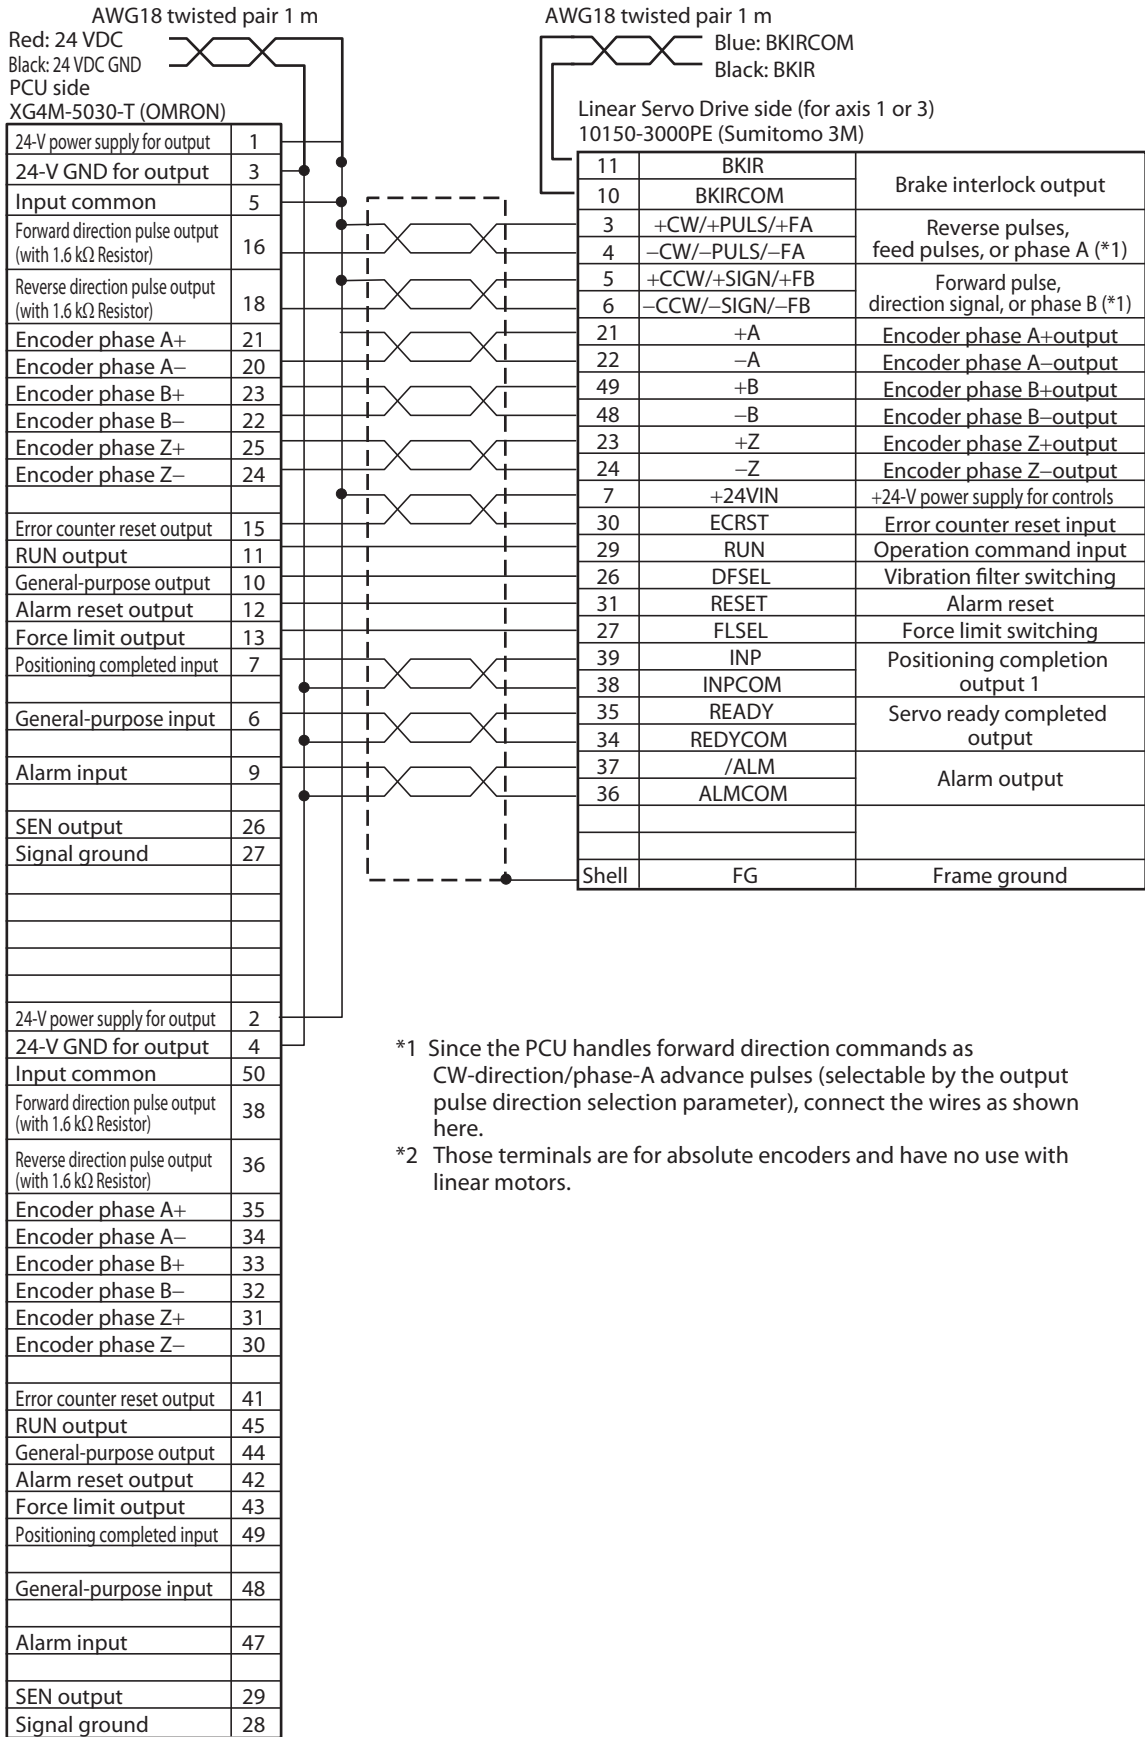 AWG18 twisted pair 1 m
Red: 24 VDC
Black: 24 VDC GND
PCU side
XG4M-5030-T (OMRON)
24-V power supply for output 1
24-V GND for output 3
Input common 5
Forward direction pulse output
(with 1.6 kΩ Resistor) 16
Reverse direction pulse output
(with 1.6 kΩ Resistor) 18
Encoder phase A+ 21
Encoder phase A− 20
Encoder phase B+ 23
Encoder phase B− 22
Encoder phase Z+ 25
Encoder phase Z− 24
Error counter reset output 15
RUN output 11
General-purpose output 10
Alarm reset output 12
Force limit output 13
Positioning completed input 7
General-purpose input 6
Alarm input 9
SEN output 26
Signal ground 27
24-V power supply for output 2
24-V GND for output 4
Input common 50
Forward direction pulse output
(with 1.6 kΩ Resistor) 38
Reverse direction pulse output
(with 1.6 kΩ Resistor) 36
Encoder phase A+ 35
Encoder phase A− 34
Encoder phase B+ 33
Encoder phase B− 32
Encoder phase Z+ 31
Encoder phase Z− 30
Error counter reset output 41
RUN output 45
General-purpose output 44
Alarm reset output 42
Force limit output 43
Positioning completed input 49
General-purpose input 48
Alarm input 47
SEN output 29
Signal ground 28
AWG18 twisted pair 1 m
Blue: BKIRCOM
Black: BKIR
Linear Servo Drive side (for axis 1 or 3)
10150-3000PE (Sumitomo 3M)
11 BKIR
Brake interlock output
10 BKIRCOM
3 +CW/+PULS/+FA Reverse pulses,
4 −CW/−PULS/−FA feed pulses, or phase A (*1)
5 +CCW/+SIGN/+FB Forward pulse,
6 −CCW/−SIGN/−FB direction signal, or phase B (*1)
21 +A Encoder phase A+output
22 −A Encoder phase A−output
49 +B Encoder phase B+output
48 −B Encoder phase B−output
23 +Z Encoder phase Z+output
24 −Z Encoder phase Z−output
7 +24VIN +24-V power supply for controls
30 ECRST Error counter reset input
29 RUN Operation command input
26 DFSEL Vibration filter switching
31 RESET Alarm reset
27 FLSEL Force limit switching
39 INP Positioning completion
38 INPCOM output 1
35 READY Servo ready completed
34 REDYCOM output
37 /ALM
Alarm output
36 ALMCOM
Shell FG Frame ground
*1 Since the PCU handles forward direction commands as
CW-direction/phase-A advance pulses (selectable by the output
pulse direction selection parameter), connect the wires as shown
here.
*2 Those terminals are for absolute encoders and have no use with
linear motors.